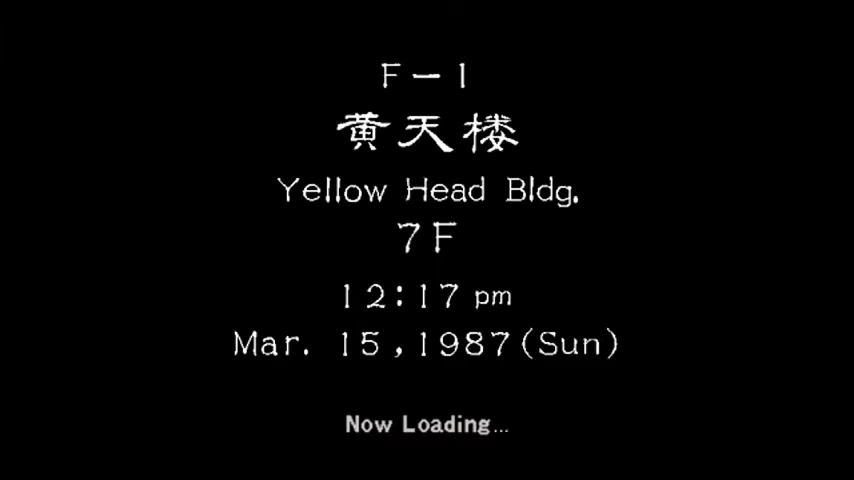 F-1
黄天楼
Yellow Head Bldg.
7F
12:17 pm
Mar. 15,1987(Sun)
Now Loading...